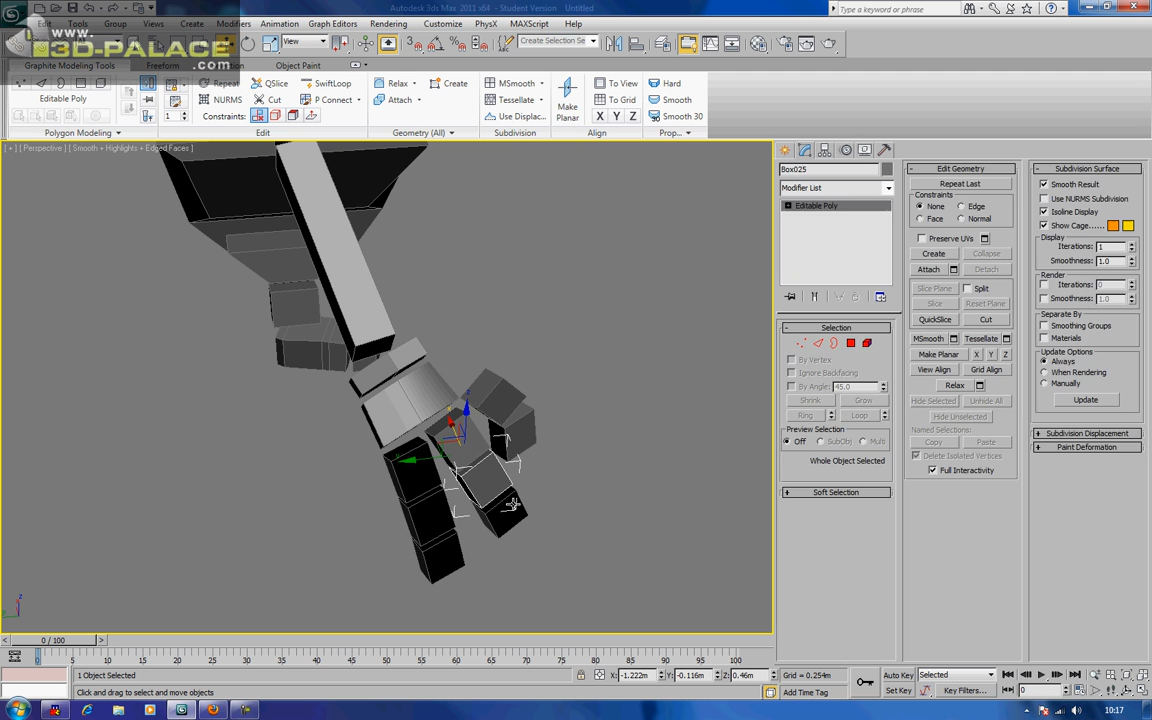 Autodesk 3ds Max 2011 x64 - Student Version    Untitled
Type a keyword or phrase
Edit Tools Group Views Create Modifiers Animation Graph Editors Rendering Customize PhysX MAXScript Help
www.
3D-PALACE
.com
View
Create Selection Se
Graphite Modeling Tools Freeform Object Paint
Repeat QSlice SwiftLoop Relax Create MSmooth To View Hard
Editable Poly
NURMS Cut P Connect Attach Tessellate Make Planar To Grid Smooth
1 Constraints: Use Displac... X Y Z Smooth 30
Polygon Modeling Edit Geometry (All) Subdivision Align Prop...
[ + ] [ Perspective ] [ Smooth + Highlights + Edged Faces ]
Box025
Modifier List
Editable Poly
Selection
By Vertex
Ignore Backfacing
By Angle: 45.0
Shrink Grow
Ring Loop
Preview Selection
Off SubObj Multi
Whole Object Selected
Soft Selection
Edit Geometry
Repeat Last
Constraints
None Edge
Face Normal
Preserve UVs
Create Collapse
Attach Detach
Slice Plane Split
Slice Reset Plane
QuickSlice Cut
MSmooth Tessellate
Make Planar X Y Z
View Align Grid Align
Relax
Hide Selected Unhide All
Hide Unselected
Named Selections:
Copy Paste
Delete Isolated Vertices
Full Interactivity
Subdivision Surface
Smooth Result
Use NURMS Subdivision
Isoline Display
Show Cage......
Display
Iterations: 1
Smoothness: 1.0
Render
Iterations: 0
Smoothness: 1.0
Separate By
Smoothing Groups
Materials
Update Options
Always
When Rendering
Manually
Update
Subdivision Displacement
Paint Deformation
z
0 / 100
0 5 10 15 20 25 30 35 40 45 50 55 60 65 70 75 80 85 90 95 100
1 Object Selected X: -1.222m Y: -0.116m Z: 0.46m Grid = 0.254m Auto Key Selected
Click and drag to select and move objects Add Time Tag Set Key Key Filters... 0
10:17